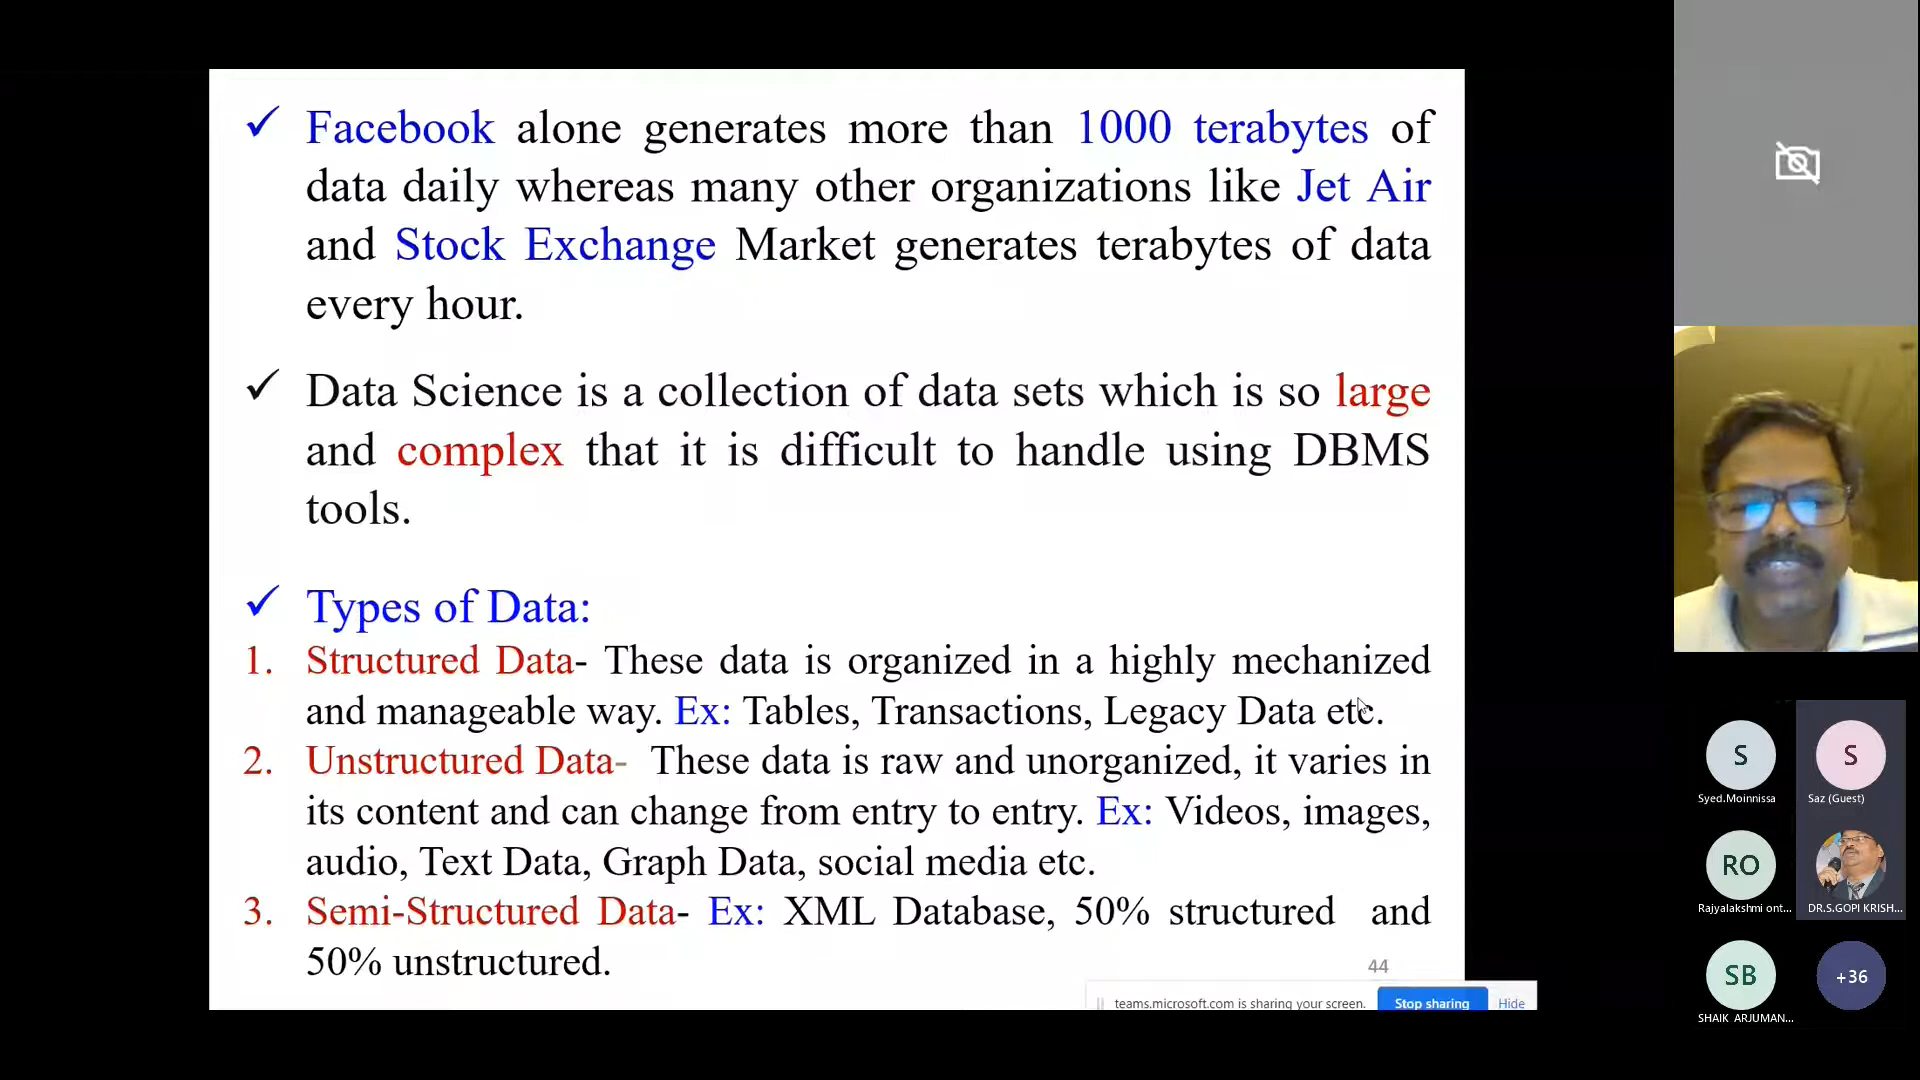 ✓ Facebook alone generates more than 1000 terabytes of
data daily whereas many other organizations like Jet Air
and Stock Exchange Market generates terabytes of data
every hour.
✓ Data Science is a collection of data sets which is so large
and complex that it is difficult to handle using DBMS
tools.
✓ Types of Data:
1. Structured Data- These data is organized in a highly mechanized
and manageable way. Ex: Tables, Transactions, Legacy Data etc.
2. Unstructured Data- These data is raw and unorganized, it varies in
its content and can change from entry to entry. Ex: Videos, images,
audio, Text Data, Graph Data, social media etc.
3. Semi-Structured Data- Ex: XML Database, 50% structured and
50% unstructured.
44
teams.microsoft.com is sharing your screen. Stop sharing Hide
S
Syed.Moinnissa
S
Saz (Guest)
RO
Rajyalakshmi ont...
DR.S.GOPI KRISH...
SB
SHAIK ARJUMAN...
+36